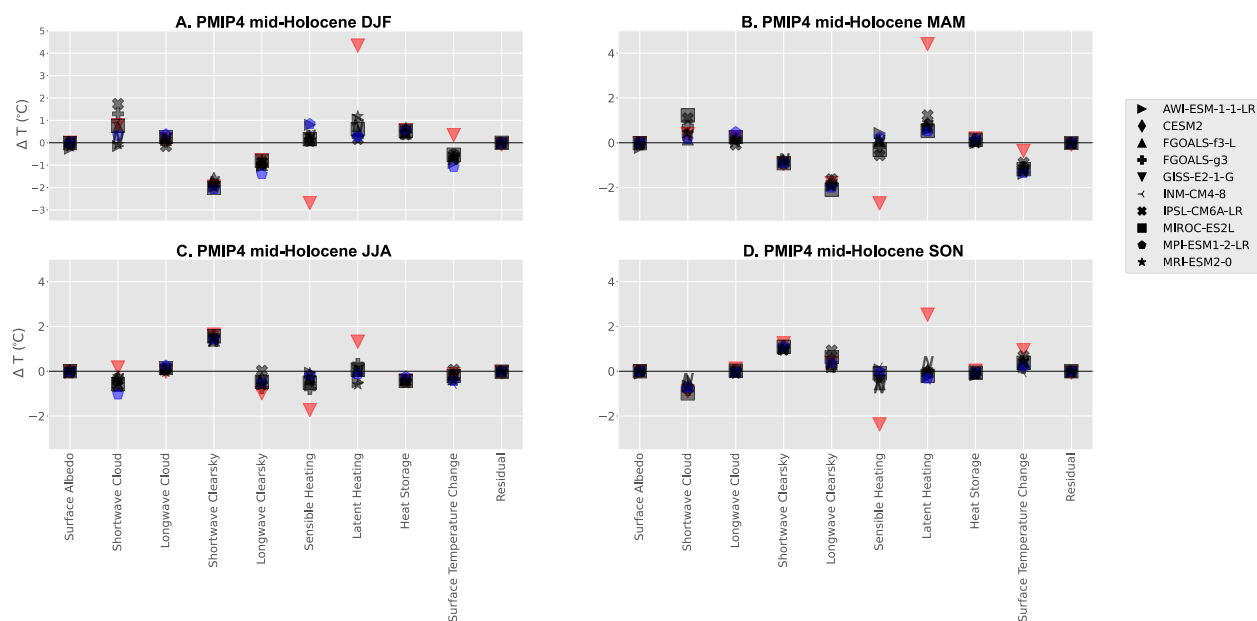 A. PMIP4 mid-Holocene DJF
Δ T (°C)
5
4
3
2
1
0
−1
−2
−3
B. PMIP4 mid-Holocene MAM
4
2
0
−2
AWI-ESM-1-1-LR
CESM2
FGOALS-f3-L
FGOALS-g3
GISS-E2-1-G
INM-CM4-8
IPSL-CM6A-LR
MIROC-ES2L
MPI-ESM1-2-LR
MRI-ESM2-0
C. PMIP4 mid-Holocene JJA
Δ T (°C)
4
2
0
−2
Surface Albedo
Shortwave Cloud
Longwave Cloud
Shortwave Clearsky
Longwave Clearsky
Sensible Heating
Latent Heating
Heat Storage
Surface Temperature Change
Residual
D. PMIP4 mid-Holocene SON
4
2
0
−2
Surface Albedo
Shortwave Cloud
Longwave Cloud
Shortwave Clearsky
Longwave Clearsky
Sensible Heating
Latent Heating
Heat Storage
Surface Temperature Change
Residual